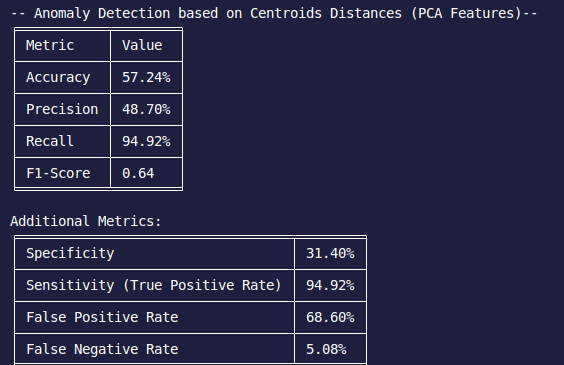 -- Anomaly Detection based on Centroids Distances (PCA Features)--
Metric Value
Accuracy 57.24%
Precision 48.70%
Recall 94.92%
F1-Score 0.64
Additional Metrics:
Specificity 31.40%
Sensitivity (True Positive Rate) 94.92%
False Positive Rate 68.60%
False Negative Rate 5.08%